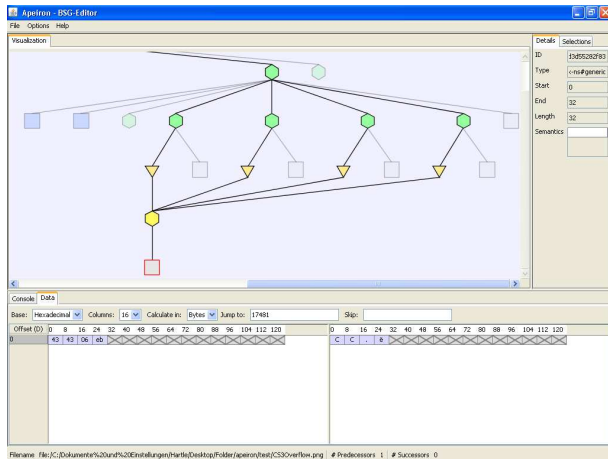 Apeiron - BSG-Editor
File Options Help
Visualization
Details Selections
ID d3d55282f83
Type <-ns#generic
Start 0
End 32
Length 32
Semantics
Console Data
Base: Hexadecimal Columns: 16 Calculate in: Bytes Jump to: 17481 Skip:
Offset (D) 0 8 16 24 32 40 48 56 64 72 80 88 96 104 112 120 0 8 16 24 32 40 48 56 64 72 80 88 96 104 112 120
0 43 43 06 eb C C . ë
Filename file:/C:/Dokumente%20und%20Einstellungen/Hartle/Desktop/Folder/apeiron/test/CS3Overflow.png # Predecessors 1 # Successors 0